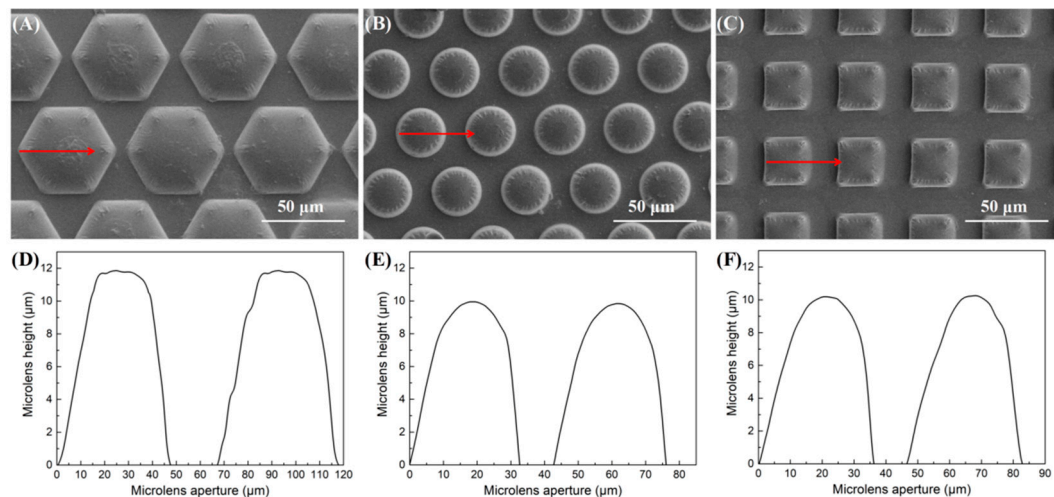 (A)
50 μm
(B)
50 μm
(C)
50 μm
(D)
12
10
8
6
4
2
0
Microlens height (μm)
0 10 20 30 40 50 60 70 80 90 100 110 120
Microlens aperture (μm)
(E)
12
10
8
6
4
2
0
Microlens height (μm)
0 10 20 30 40 50 60 70 80
Microlens aperture (μm)
(F)
12
10
8
6
4
2
0
Microlens height (μm)
0 10 20 30 40 50 60 70 80 90
Microlens aperture (μm)